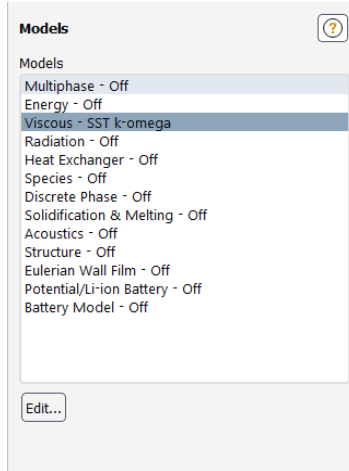 Models
?
Models
Multiphase - Off
Energy - Off
Viscous - SST k-omega
Radiation - Off
Heat Exchanger - Off
Species - Off
Discrete Phase - Off
Solidification & Melting - Off
Acoustics - Off
Structure - Off
Eulerian Wall Film - Off
Potential/Li-ion Battery - Off
Battery Model - Off
Edit...